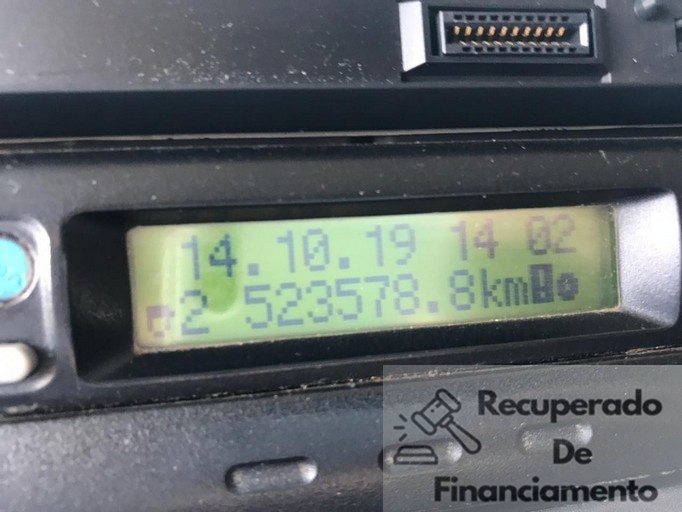 14.10.19 14 02
2 523578.8km
Recuperado
De
Financiamento